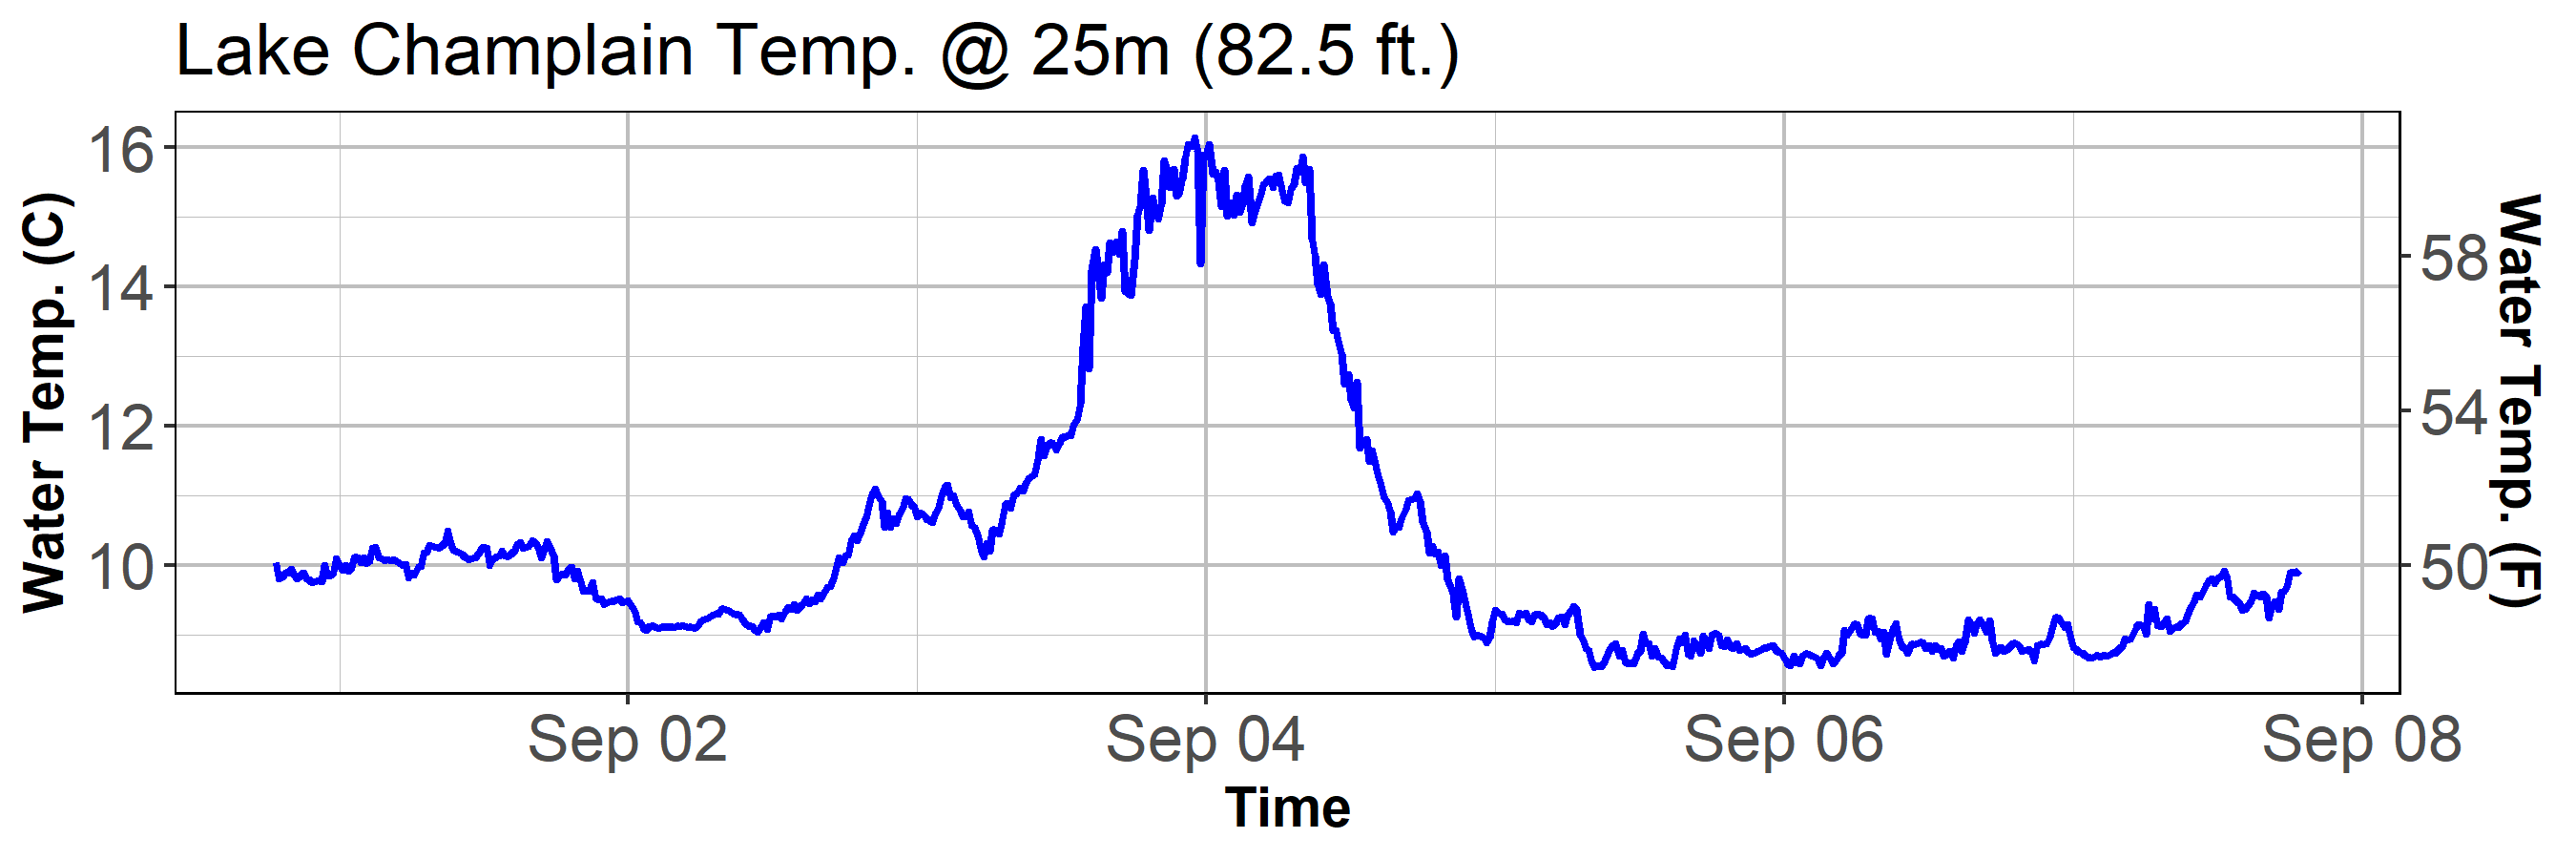 Lake Champlain Temp. @ 25m (82.5 ft.)
Water Temp. (C)
16
14
12
10
58
54
50
Water Temp. (F)
Sep 02
Sep 04
Sep 06
Sep 08
Time